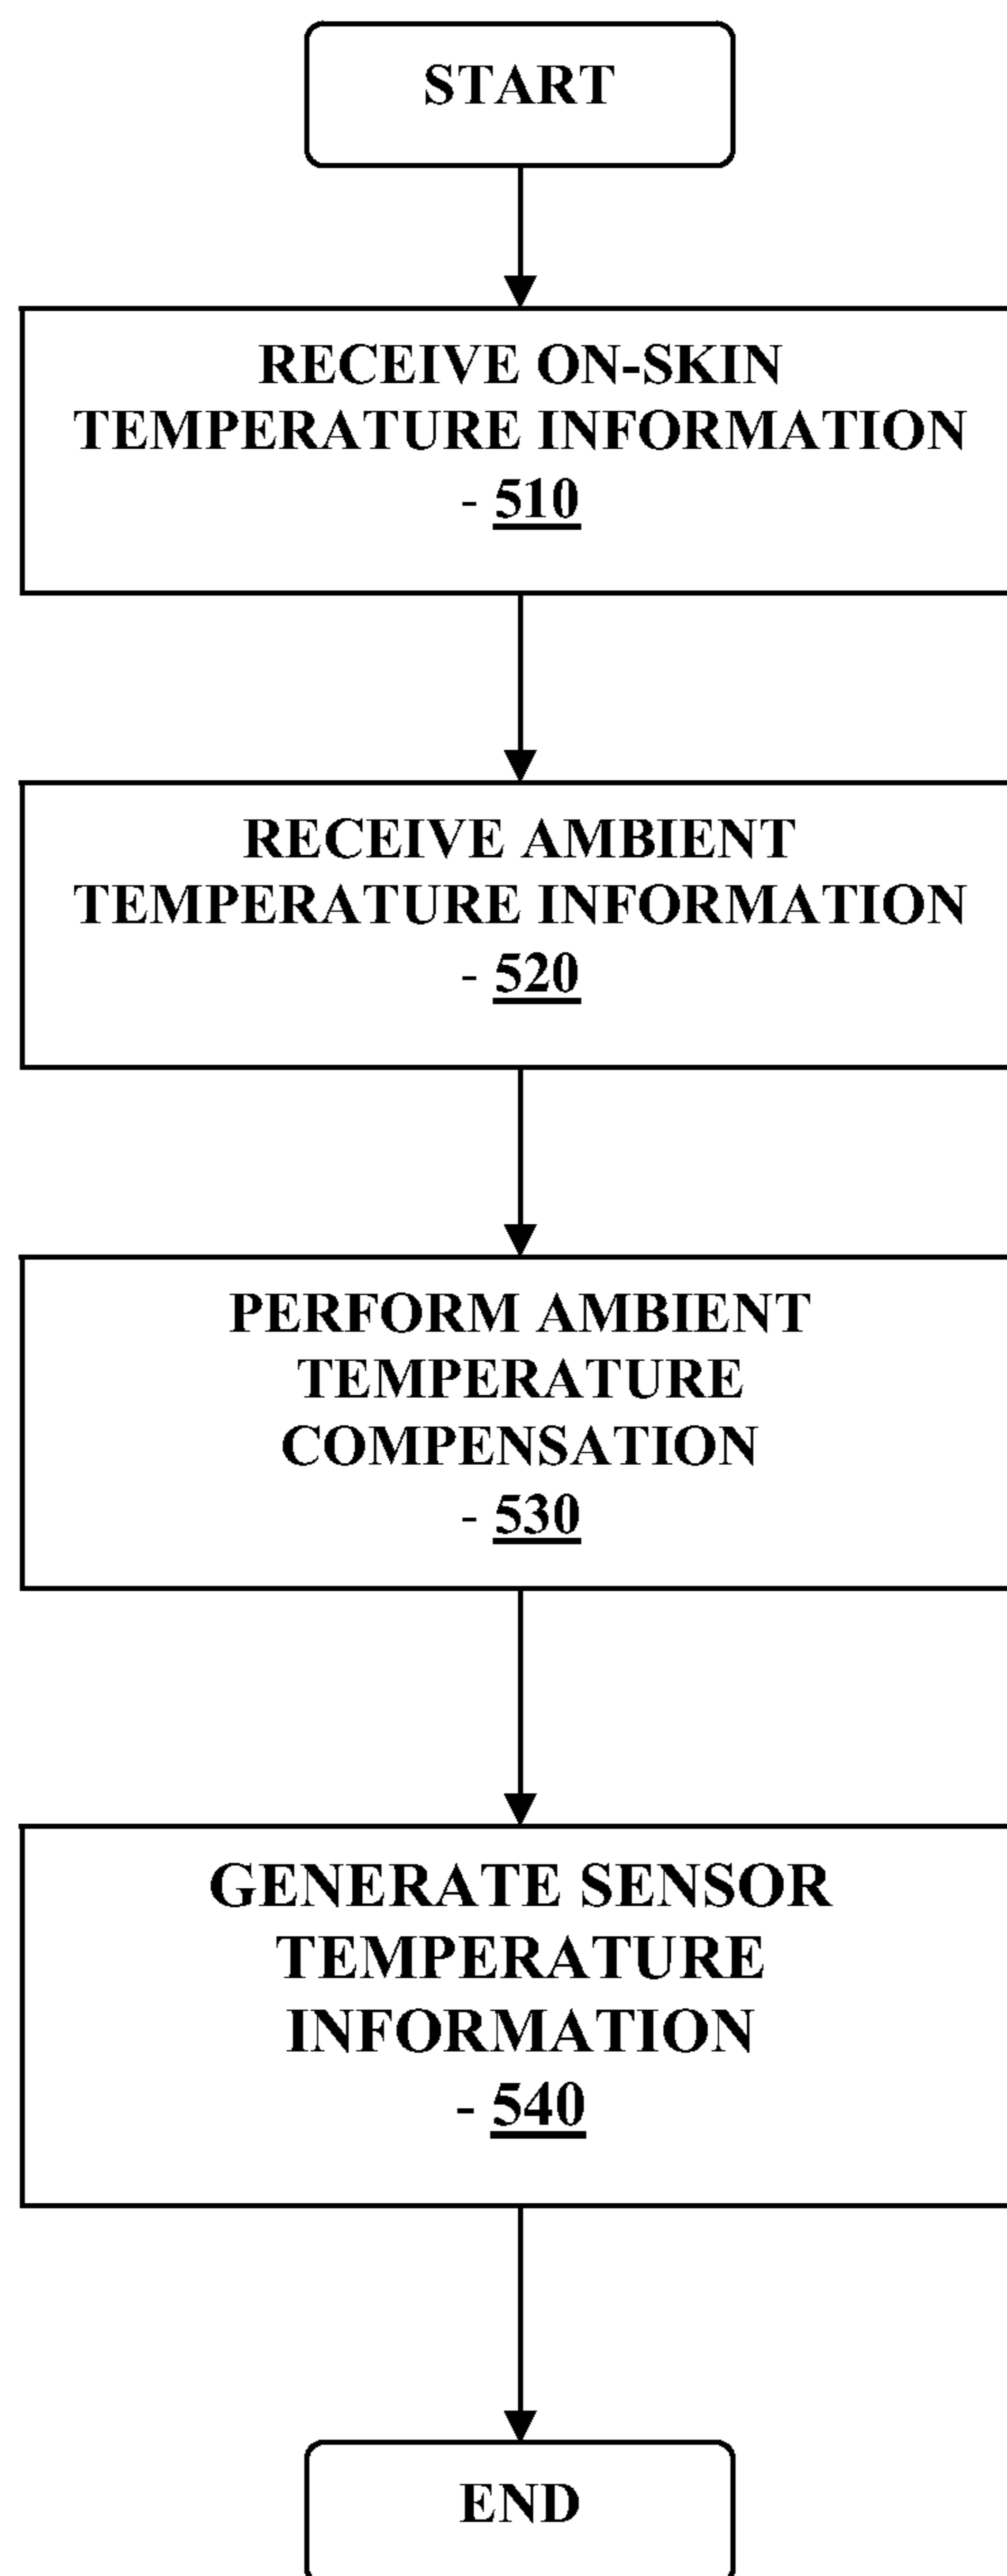 START
RECEIVE ON-SKIN
TEMPERATURE INFORMATION
- 510
RECEIVE AMBIENT
TEMPERATURE INFORMATION
- 520
PERFORM AMBIENT
TEMPERATURE
COMPENSATION
- 530
GENERATE SENSOR
TEMPERATURE
INFORMATION
- 540
END